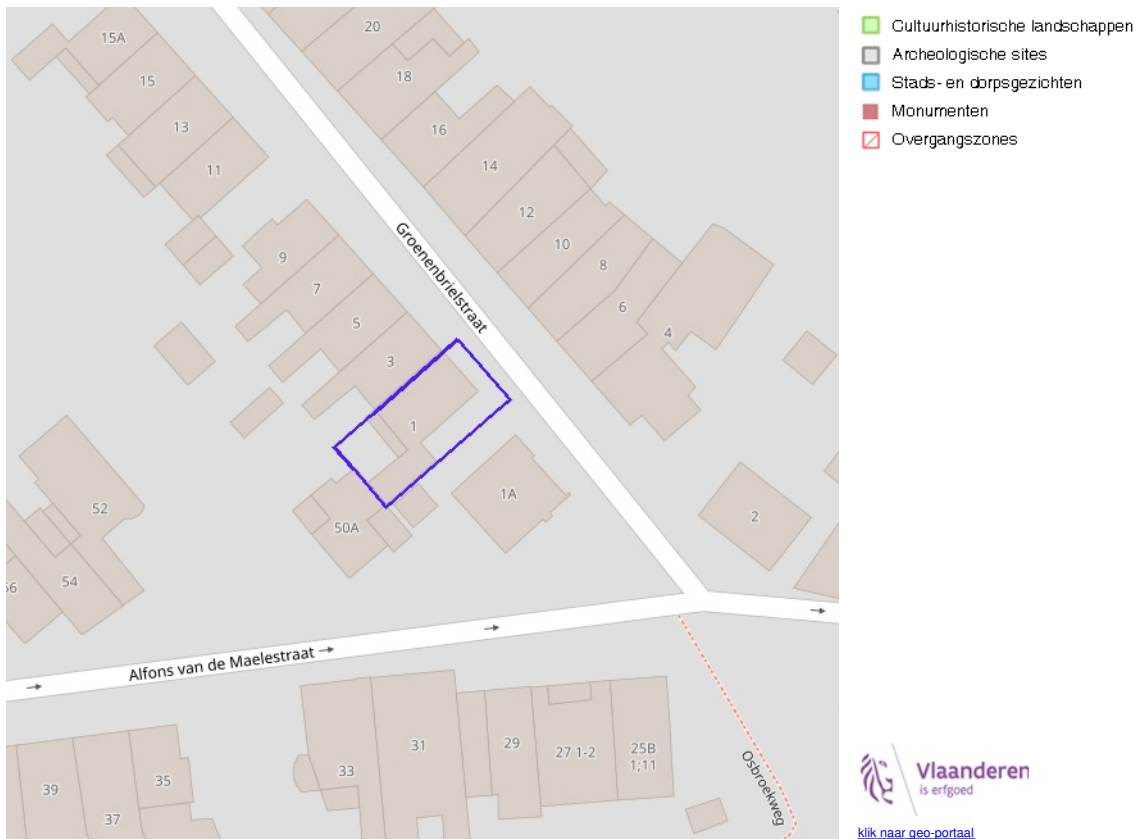 15A
20
15
18
13
16
11
14
12
Groenenbrielstraat
9
10
8
7
6
5
4
3
1
1A
52
50A
2
54
56
Alfons van de Maelestraat
31
29
27 1-2
25B
1;11
33
35
39
37
Osbroekweg
Cultuurhistorische landschappen
Archeologische sites
Stads- en dorpsgezichten
Monumenten
Overgangszones
Vlaanderen
is erfgoed
klik naar geo-portaal